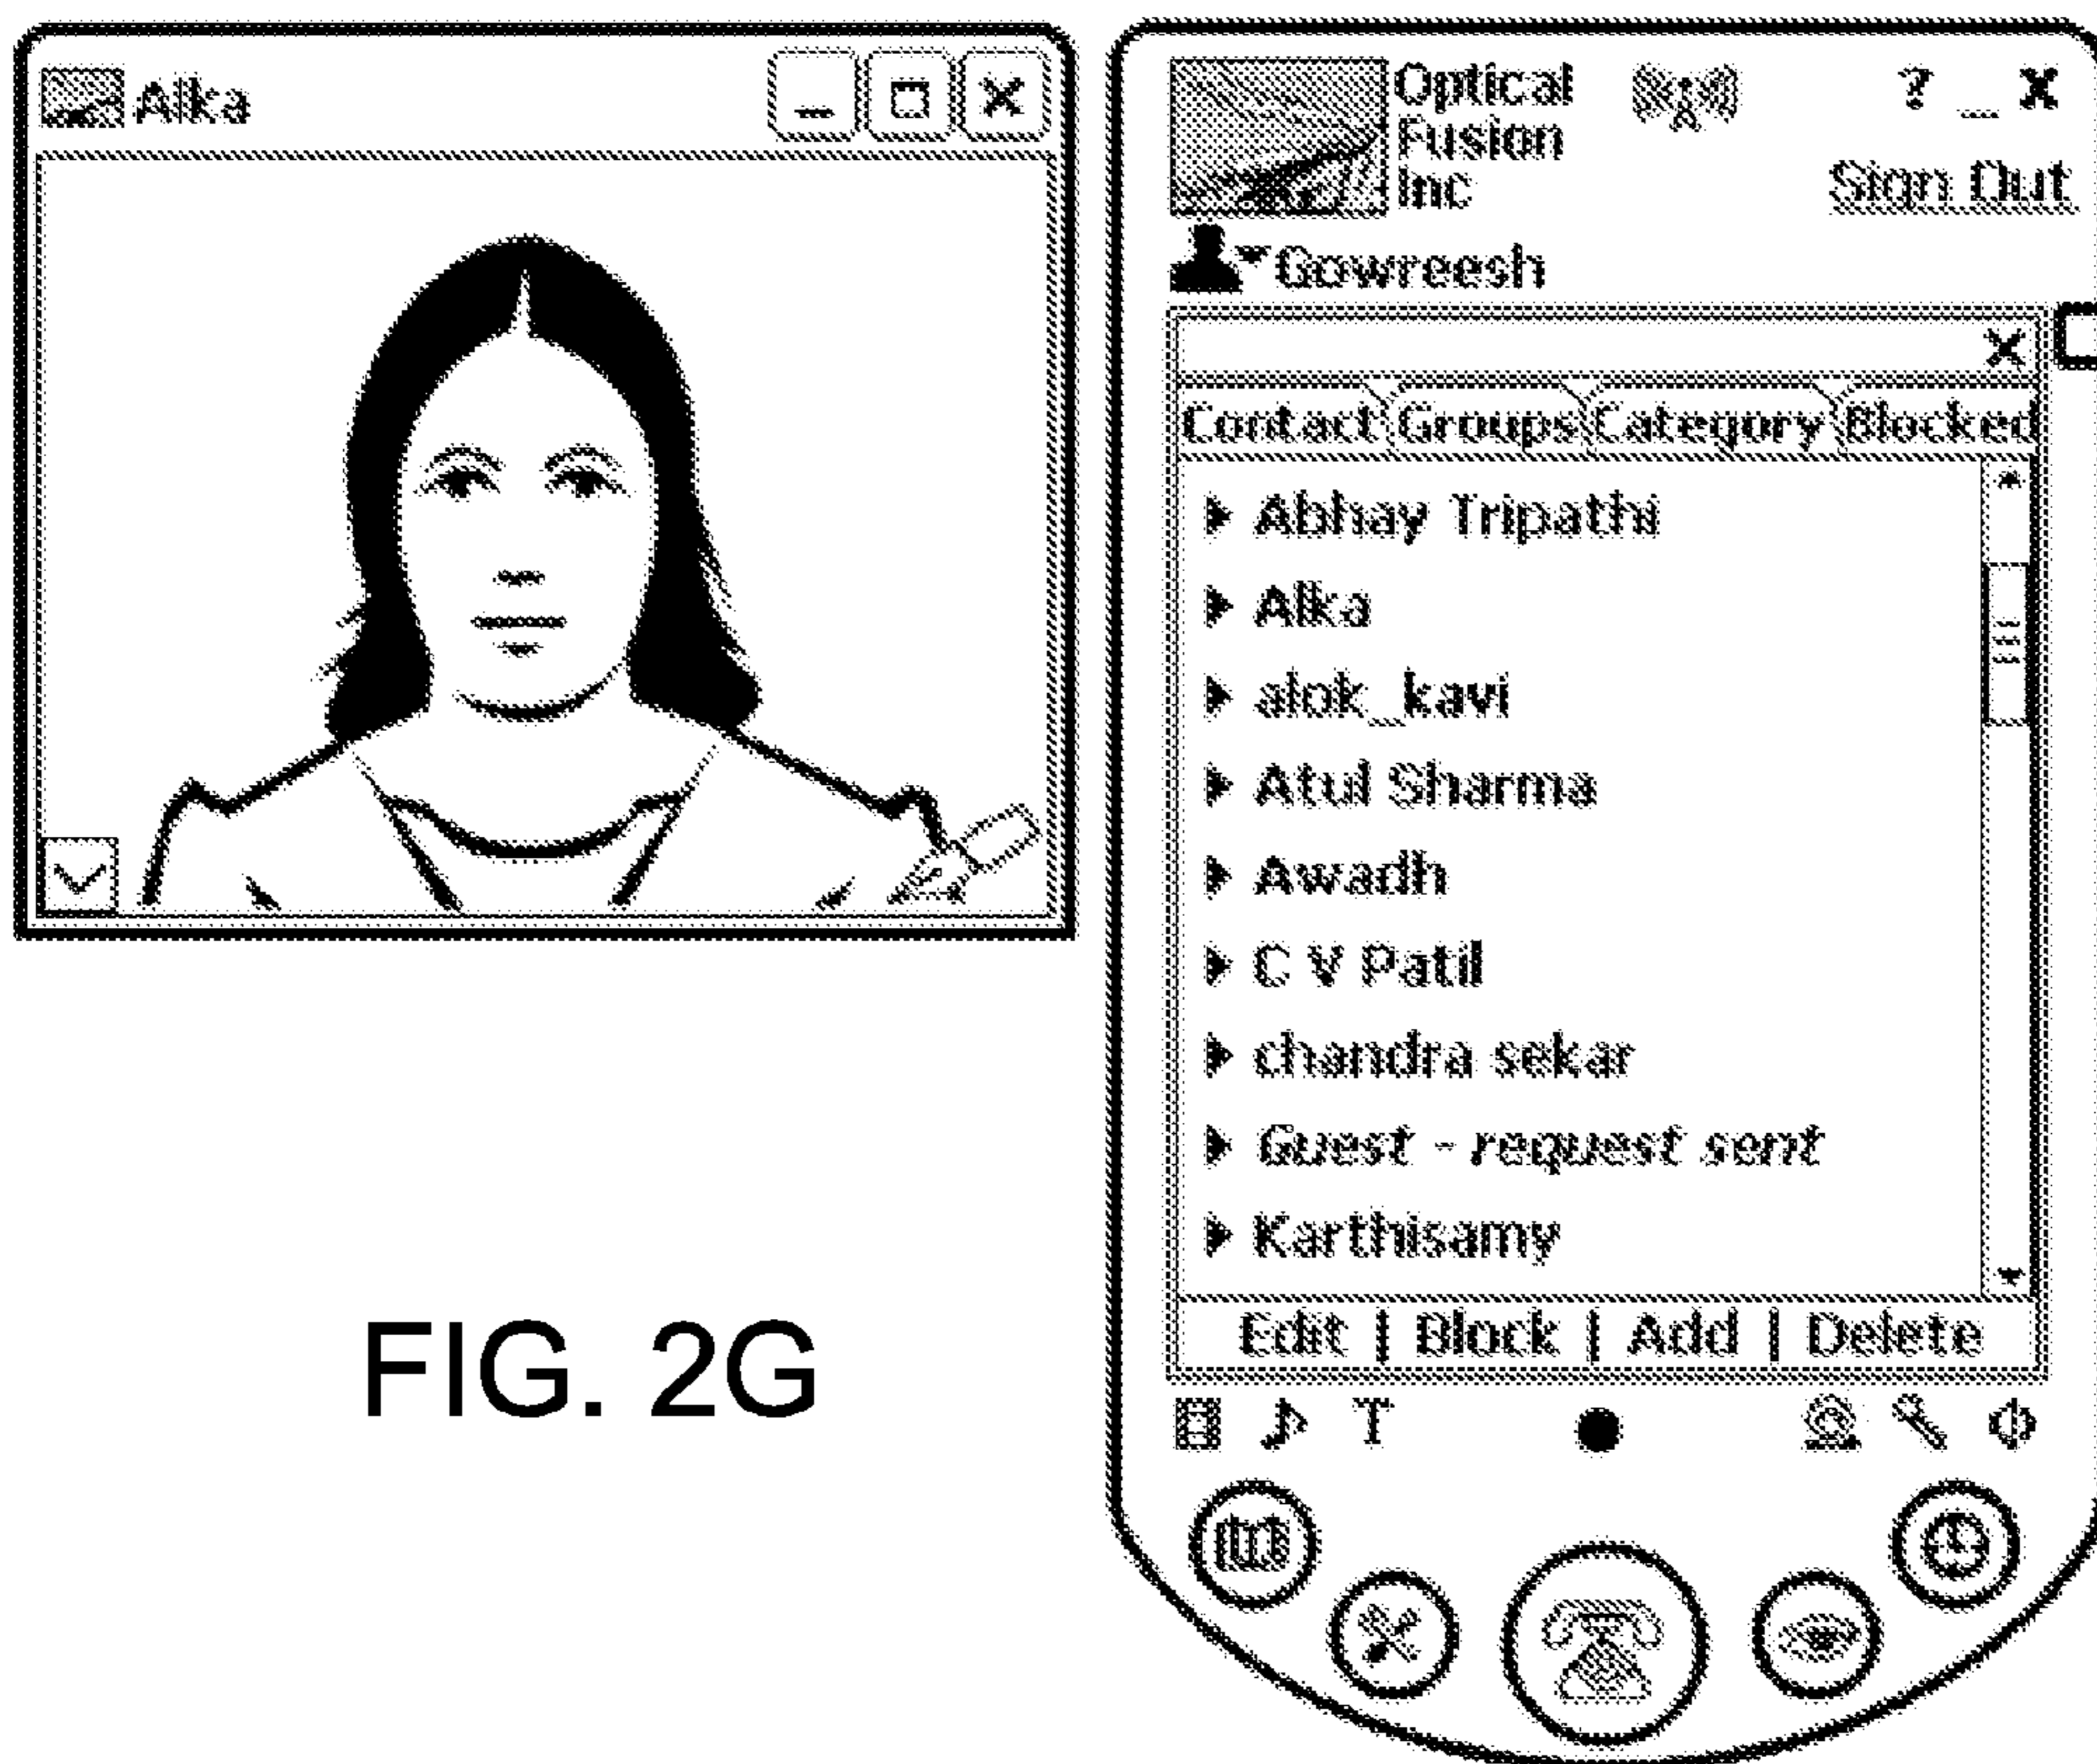 Alka
Optical
Fusion
Inc
? _ X
Sign Out
Gowreesh
Contact Groups Category Blocked
Abhay Tripathi
Alka
alok_kavi
Atul Sharma
Awadh
C V Patil
chandra sekar
Guest - request sent
Karthisamy
Edit | Block | Add | Delete
T
FIG. 2G